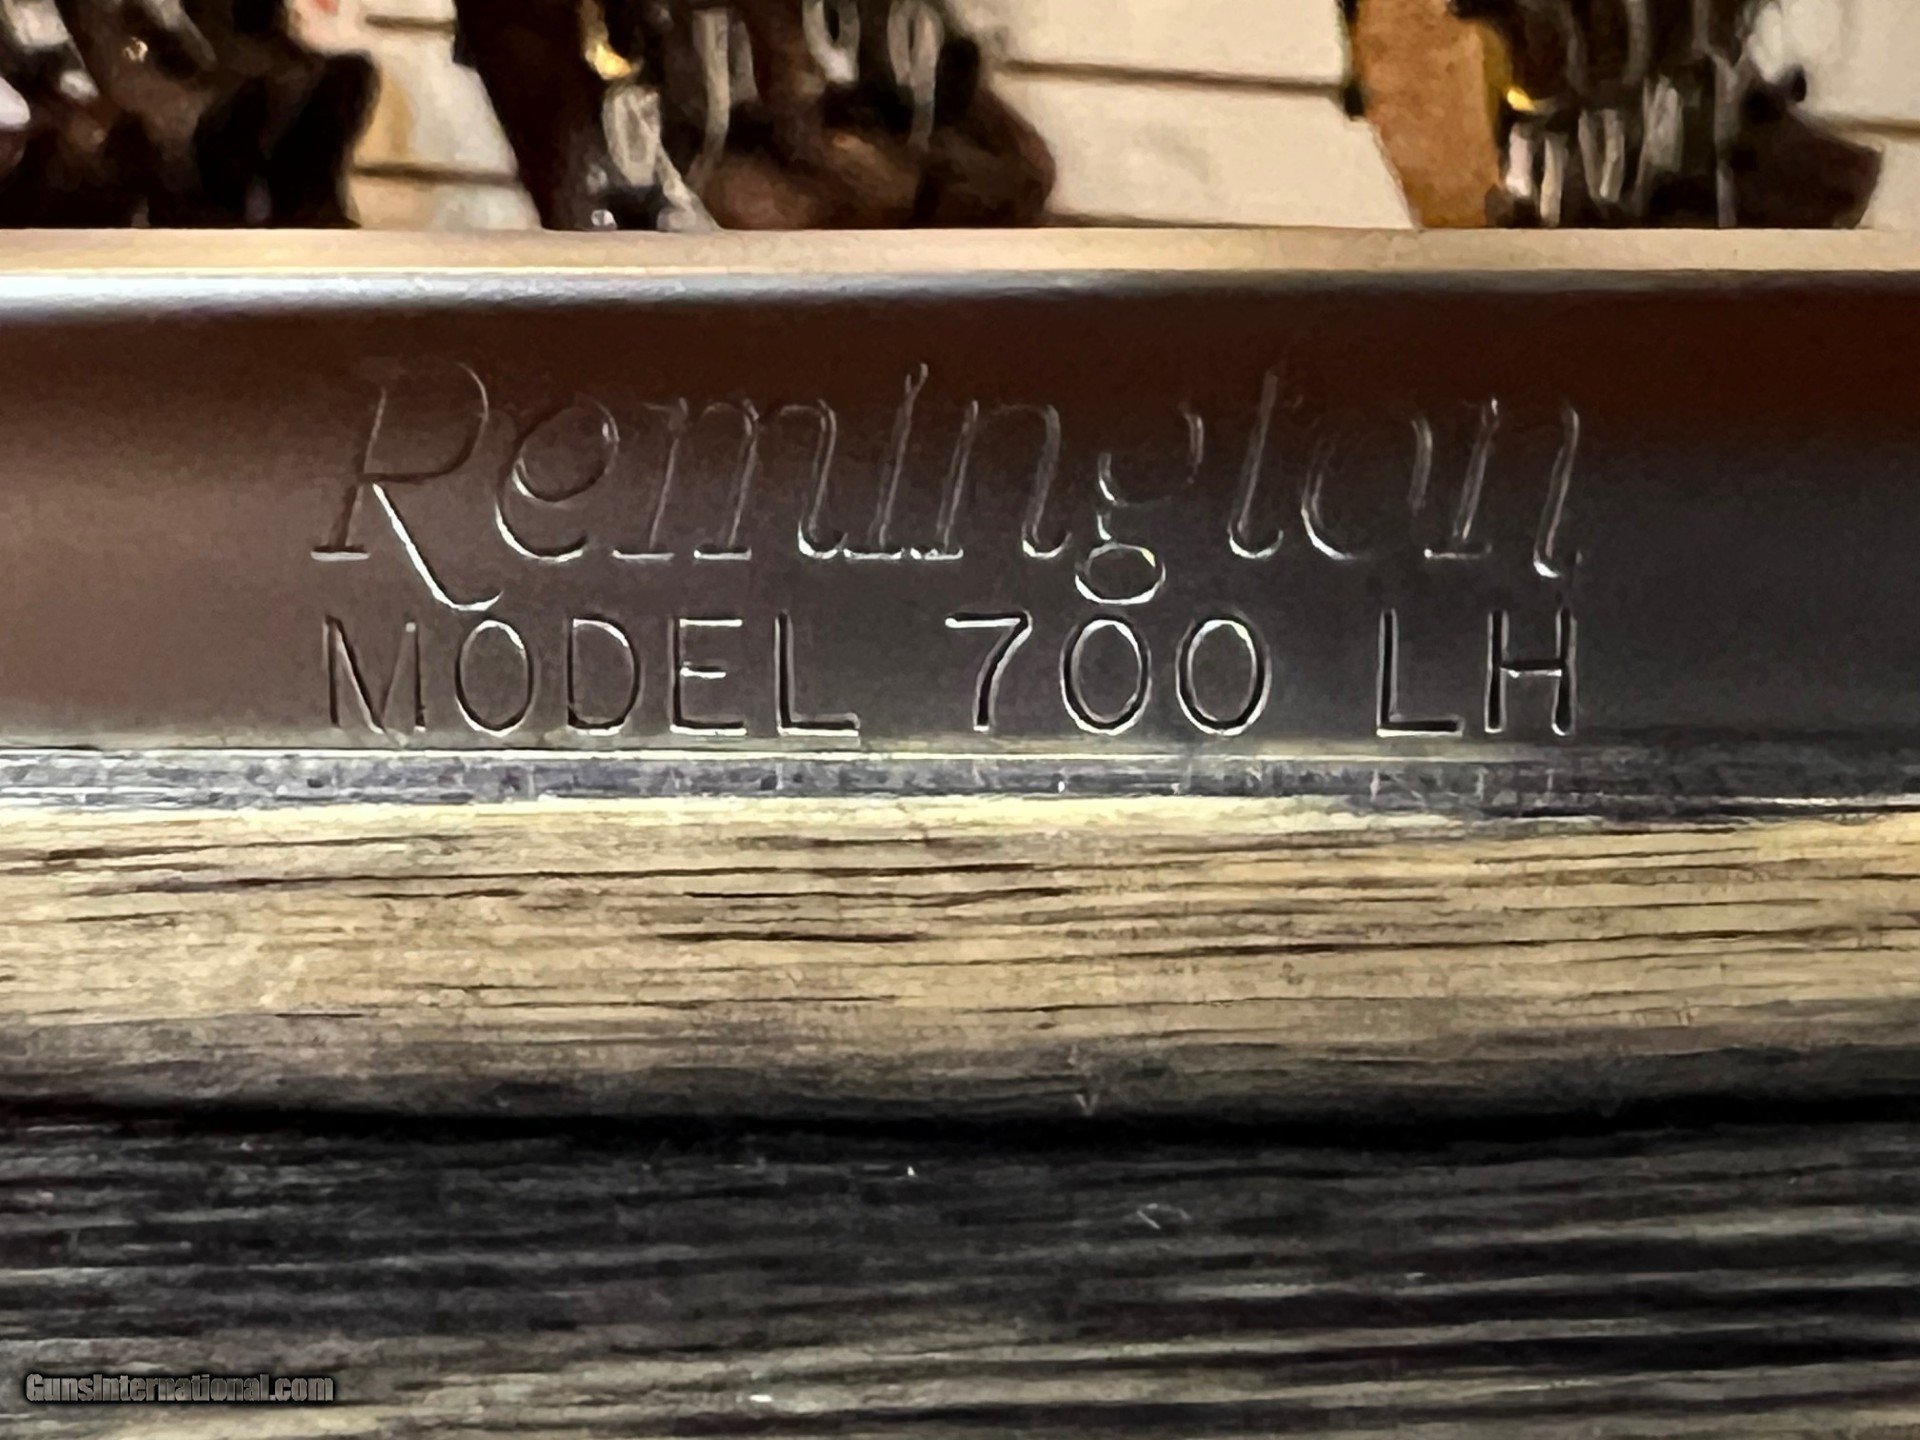 Remington
MODEL 700 LH
GunsInternational.com